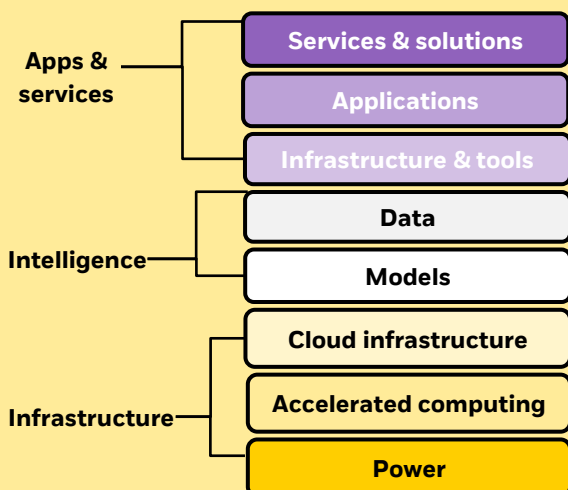 Apps &
services
Services & solutions
Applications
Infrastructure & tools
Intelligence
Data
Models
Infrastructure
Cloud infrastructure
Accelerated computing
Power